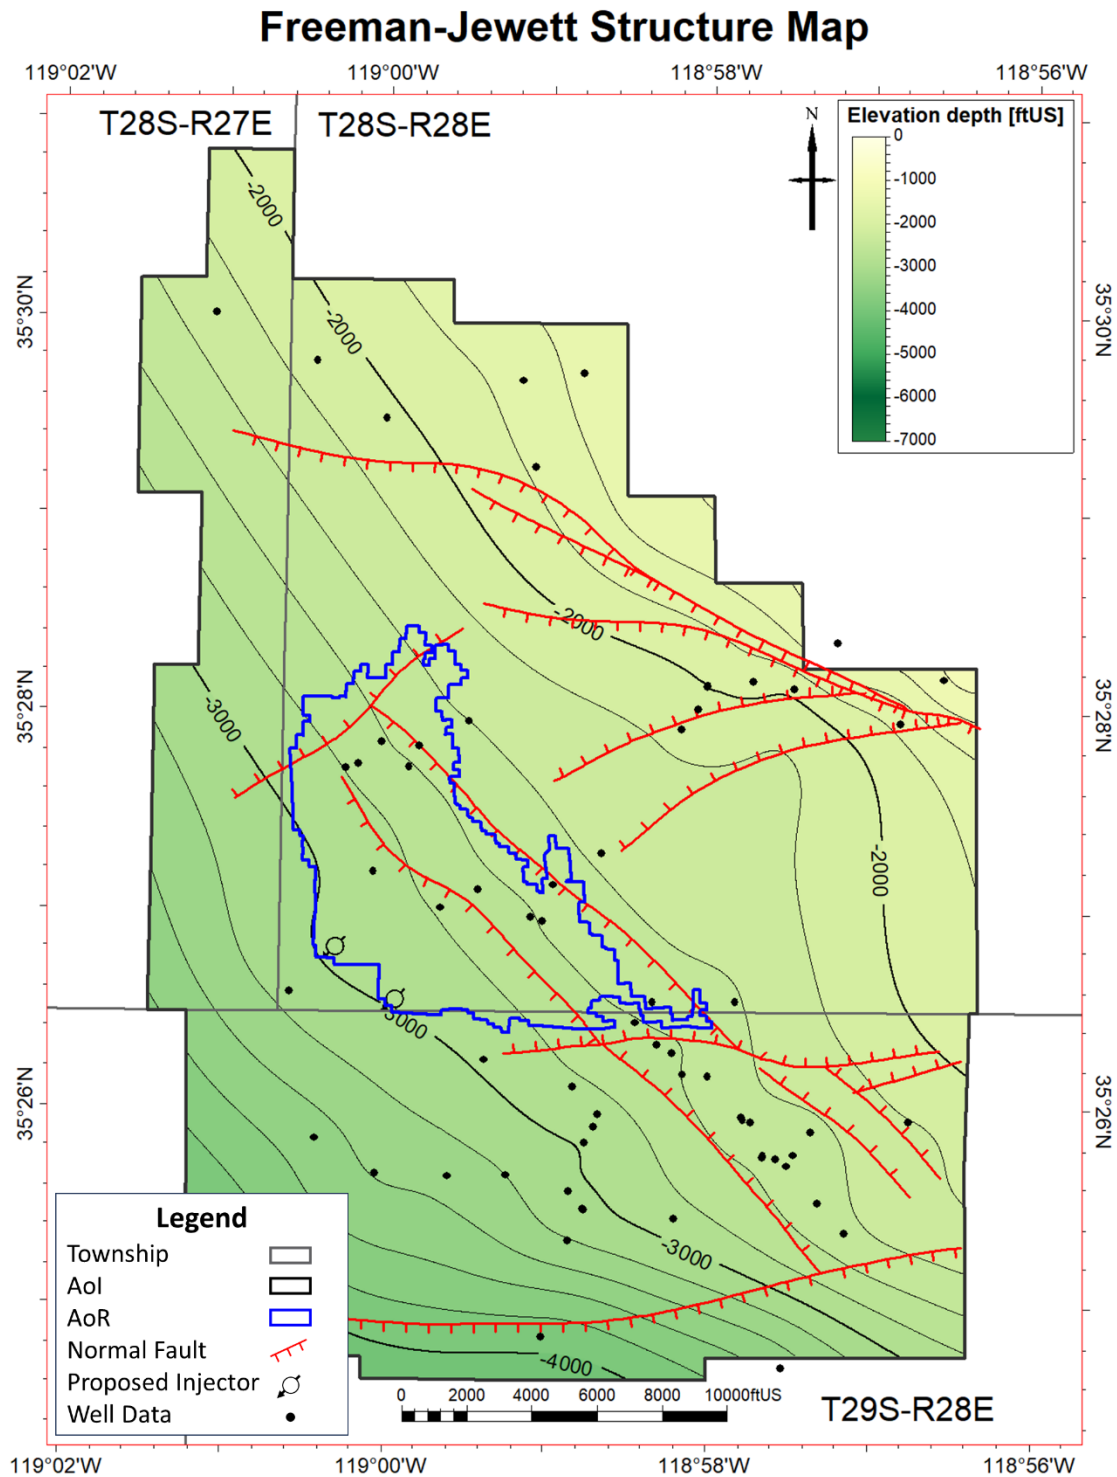 Freeman-Jewett Structure Map
119°02'W 119°00'W 118°58'W 118°56'W
T28S-R27E T28S-R28E
N
Elevation depth [ftUS]
0
-1000
-2000
-3000
-4000
-5000
-6000
-7000
-2000
35°30'N 35°30'N
-2000
-2000
35°28'N 35°28'N
-3000
-2000
-3000
35°26'N 35°26'N
-3000
-4000
Legend
Township
AoI
AoR
Normal Fault
Proposed Injector
Well Data
0 2000 4000 6000 8000 10000ftUS
T29S-R28E
119°02'W 119°00'W 118°58'W 118°56'W